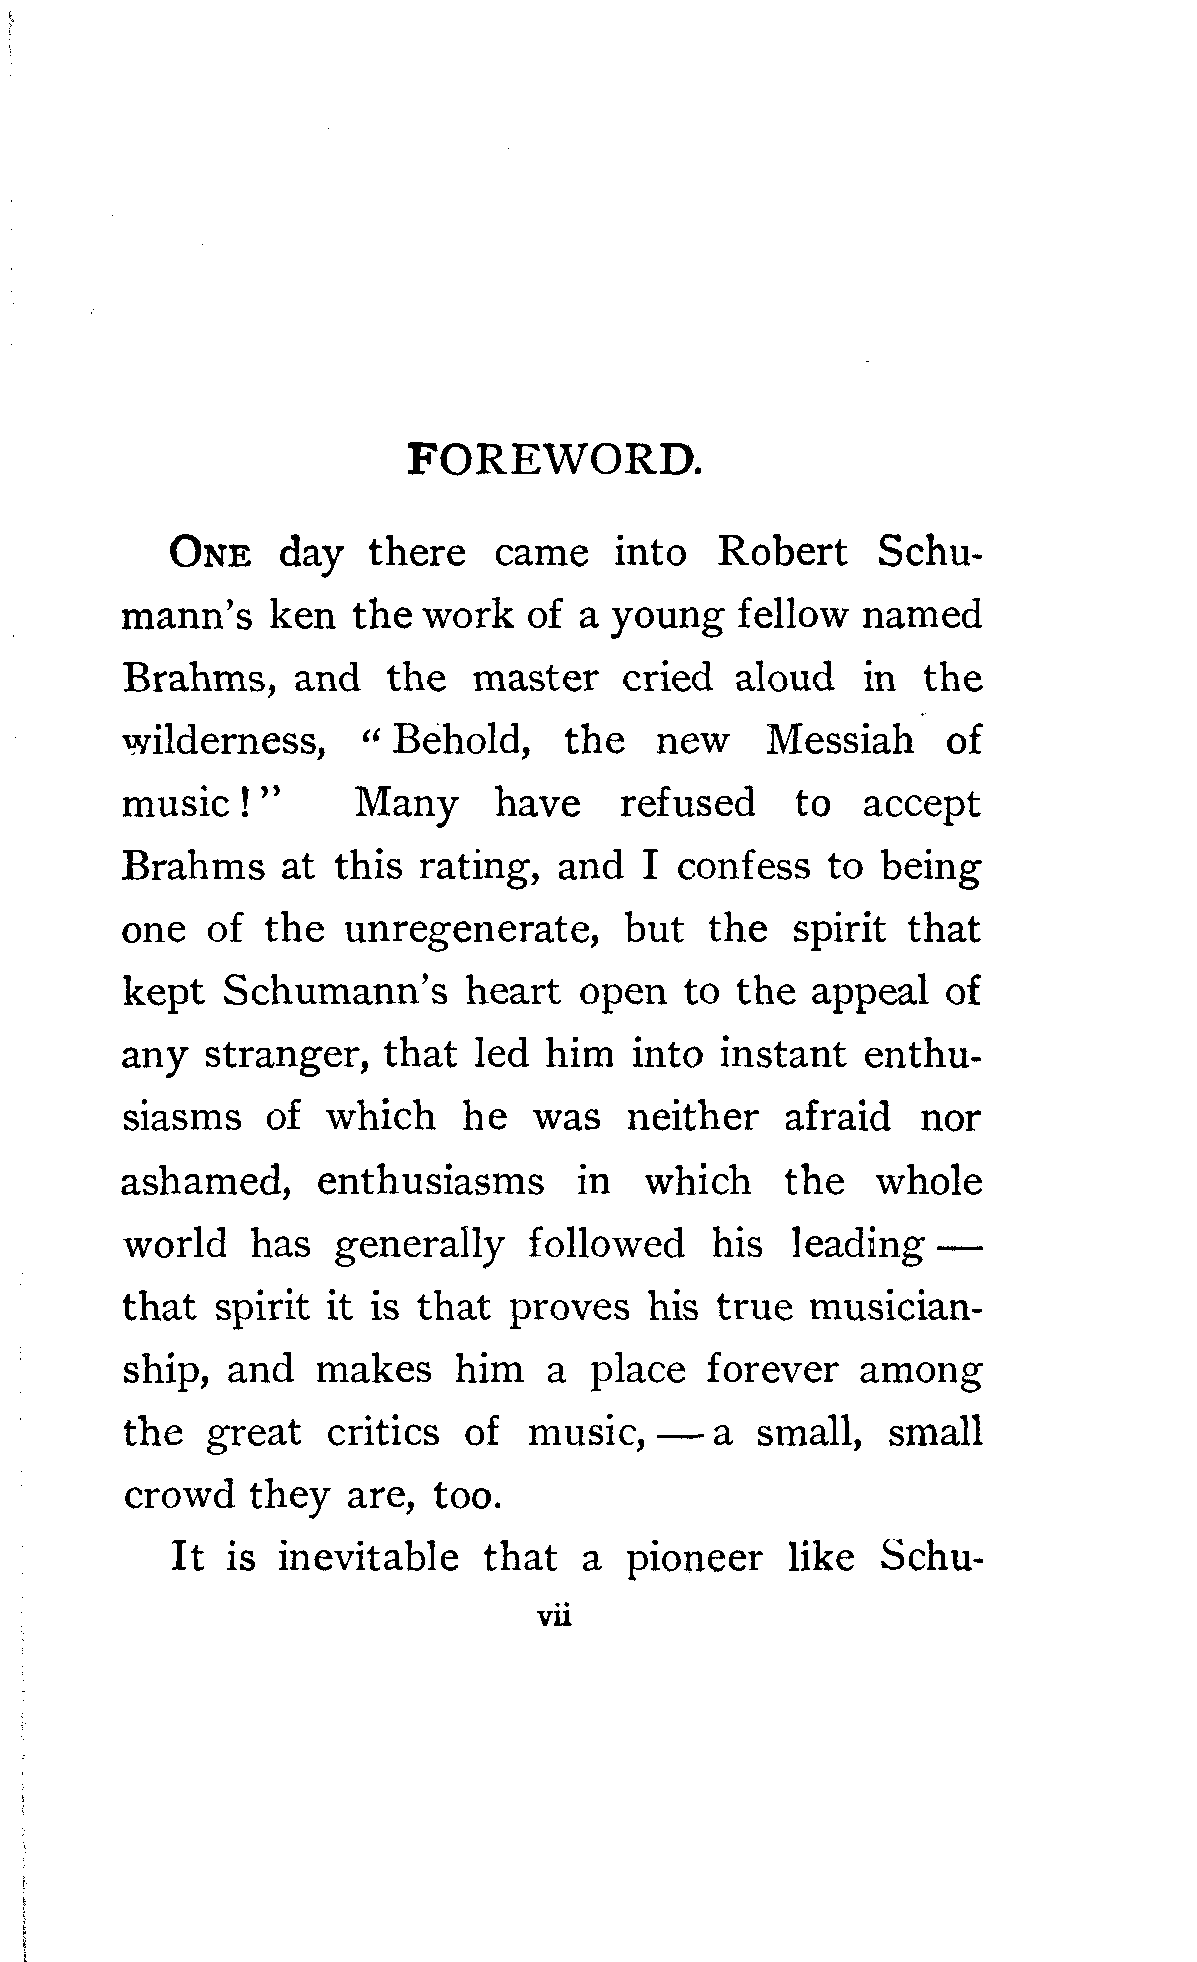 FOREWORD.
ONE day there came into Robert Schu-
mann's ken the work of a young fellow named
Brahms, and the master cried aloud in the
wilderness, " Behold, the new Messiah of
music ! " Many have refused to accept
Brahms at this rating, and I confess to being
one of the unregenerate, but the spirit that
kept Schumann's heart open to the appeal of
any stranger, that led him into instant enthu-
siasms of which he was neither afraid nor
ashamed, enthusiasms in which the whole
world has generally followed his leading —
that spirit it is that proves his true musician-
ship, and makes him a place forever among
the great critics of music, — a small, small
crowd they are, too.
It is inevitable that a pioneer like Schu-
vii